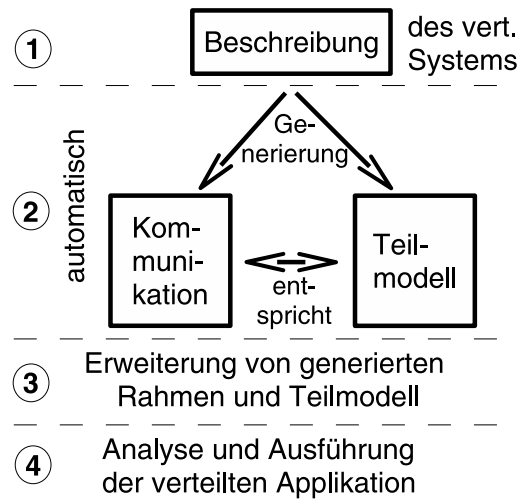 1
Beschreibung
des vert.
Systems
automatisch
2
Ge-
nerierung
Kom-
muni-
kation
ent-
spricht
Teil-
modell
3
Erweiterung von generierten
Rahmen und Teilmodell
4
Analyse und Ausführung
der verteilten Applikation